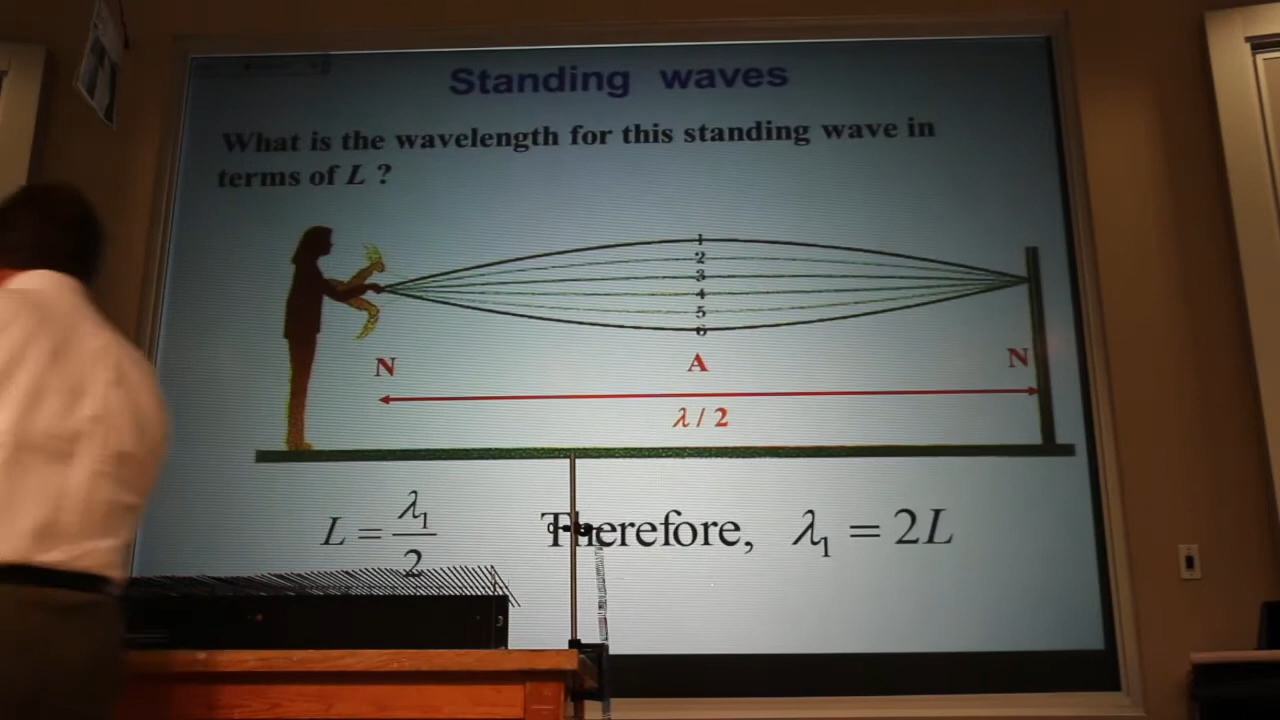 Standing waves
What is the wavelength for this standing wave in
terms of L ?
1
2
3
4
5
6
N A N
λ / 2
L = λ₁/2 Therefore, λ₁ = 2L